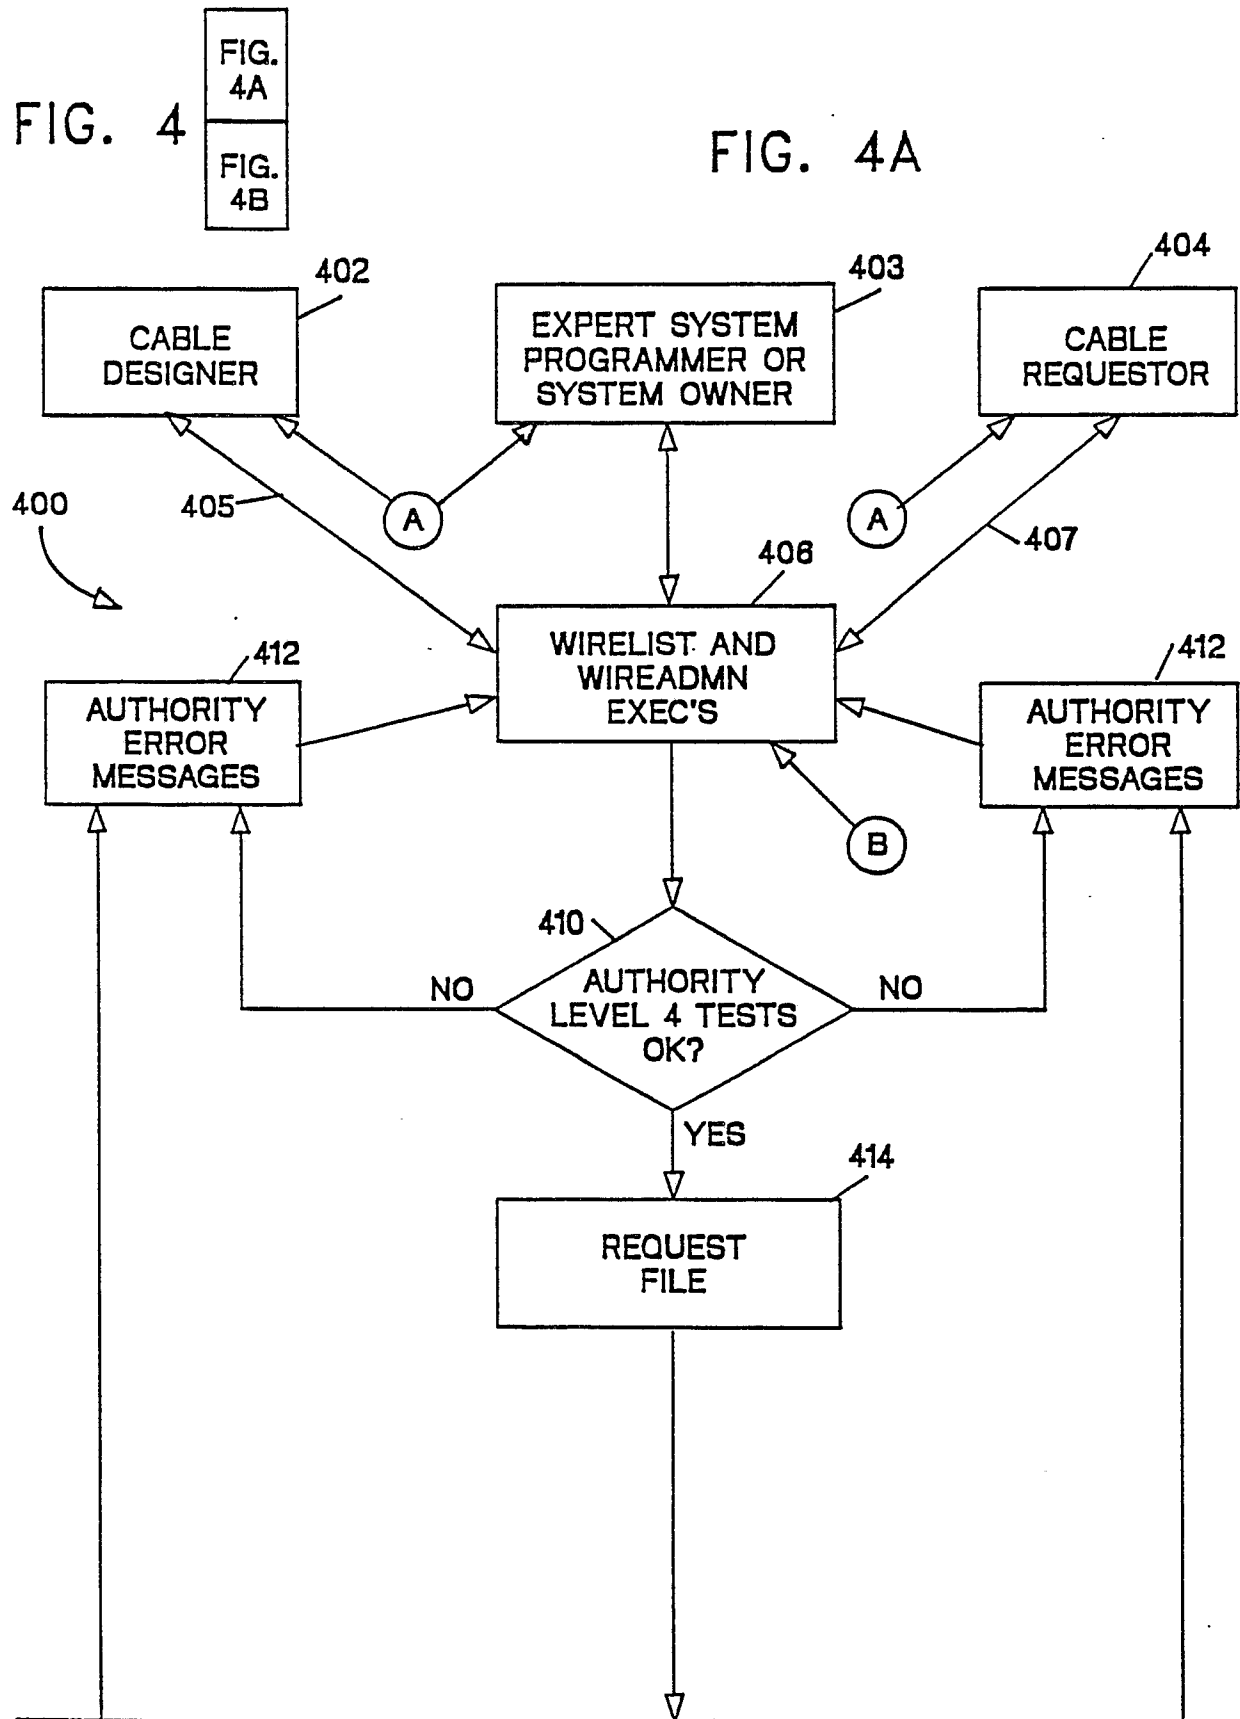 FIG. 4
FIG.
4A
FIG.
4B
FIG. 4A
402
403
404
CABLE
DESIGNER
EXPERT SYSTEM
PROGRAMMER OR
SYSTEM OWNER
CABLE
REQUESTOR
400
405
A
A
407
406
412
WIRELIST AND
WIREADMN
EXEC'S
412
AUTHORITY
ERROR
MESSAGES
AUTHORITY
ERROR
MESSAGES
B
410
NO
AUTHORITY
LEVEL 4 TESTS
OK?
NO
YES
414
REQUEST
FILE